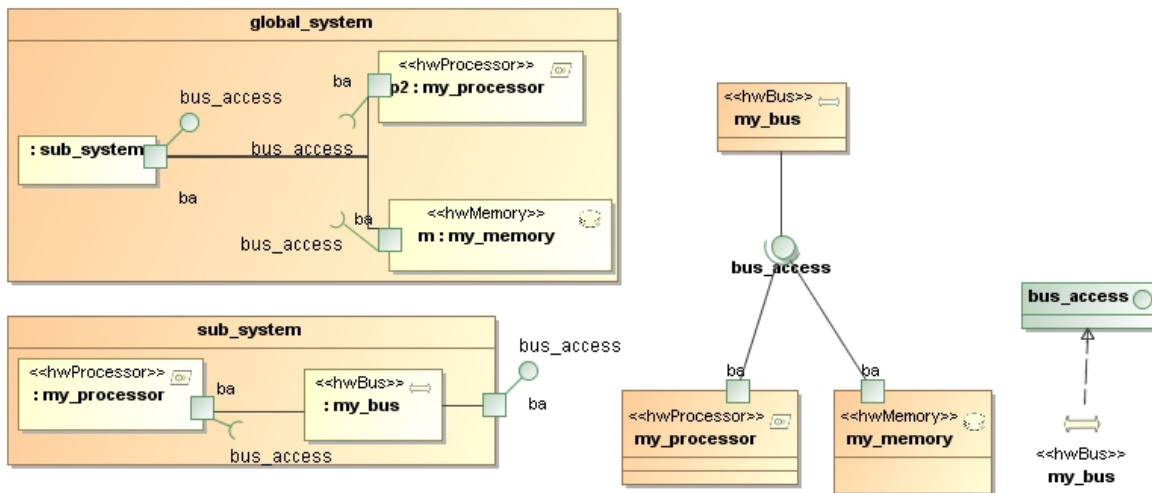 global_system
<<hwProcessor>>
p2 : my_processor
ba
bus_access
: sub_system
bus_access
ba
<<hwMemory>>
m : my_memory
ba
bus_access
sub_system
<<hwProcessor>>
: my_processor
ba
bus_access
<<hwBus>>
: my_bus
bus_access
ba
<<hwBus>>
my_bus
bus_access
ba
ba
<<hwProcessor>>
my_processor
<<hwMemory>>
my_memory
bus_access
<<hwBus>>
my_bus